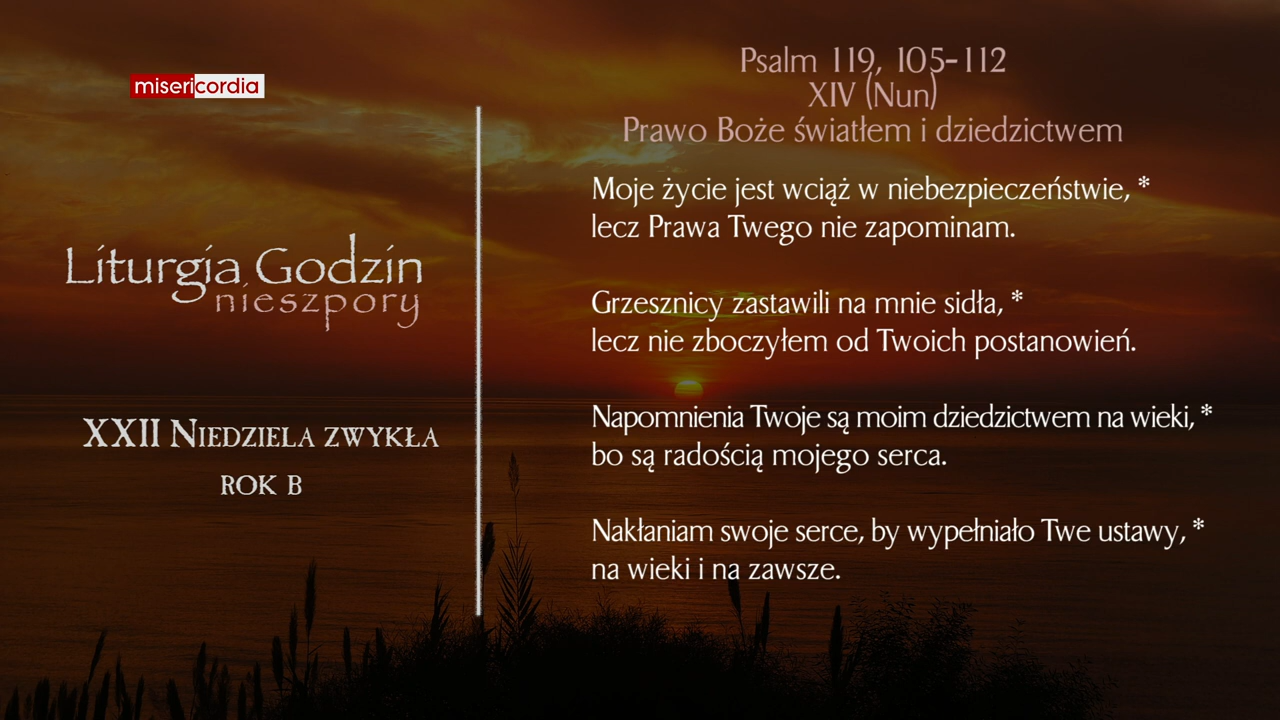 misericordia
Liturgia Godzin
nieszpory
XXII Niedziela zwykła
rok B
Psalm 119, 105-112
XIV (Nun)
Prawo Boże światłem i dziedzictwem
Moje życie jest wciąż w niebezpieczeństwie, *
lecz Prawa Twego nie zapominam.
Grzesznicy zastawili na mnie sidła, *
lecz nie zboczyłem od Twoich postanowień.
Napomnienia Twoje są moim dziedzictwem na wieki, *
bo są radością mojego serca.
Nakłaniam swoje serce, by wypełniało Twe ustawy, *
na wieki i na zawsze.